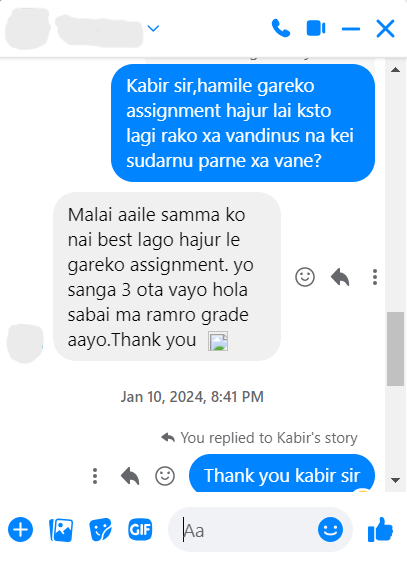 Kabir sir,hamile gareko
assignment hajur lai ksto
lagi rako xa vandinus na kei
sudarnu parne xa vane?
Malai aaile samma ko
nai best lago hajur le
gareko assignment. yo
sanga 3 ota vayo hola
sabai ma ramro grade
aayo.Thank you
Jan 10, 2024, 8:41 PM
You replied to Kabir's story
Thank you kabir sir
GIF
Aa